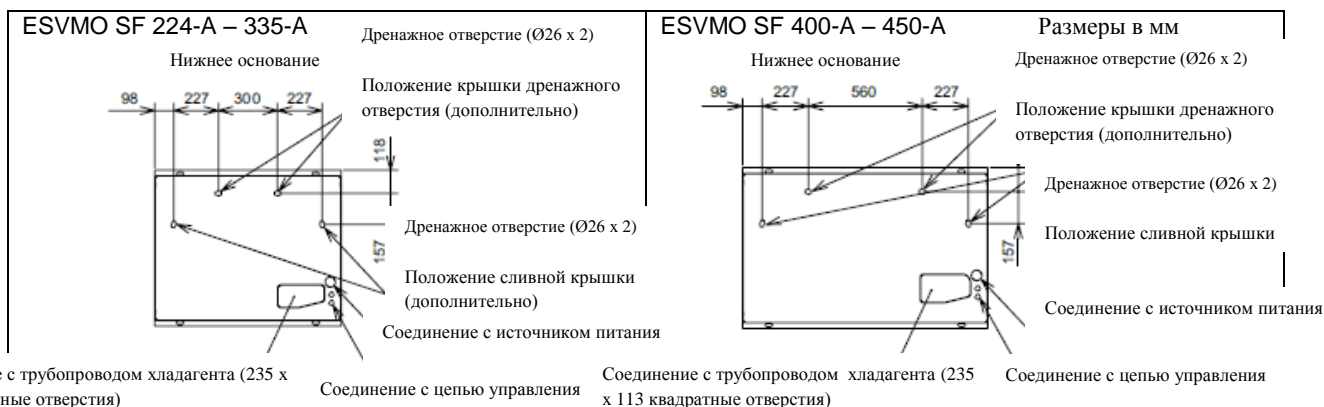 ESVMO SF 224-A – 335-A
Дренажное отверстие (Ø26 x 2)
Нижнее основание
Положение крышки дренажного
отверстия (дополнительно)
98 227 300 227
118
Дренажное отверстие (Ø26 x 2)
157
Положение сливной крышки
(дополнительно)
Соединение с источником питания
е с трубопроводом хладагента (235 x
ные отверстия)
Соединение с цепью управления
ESVMO SF 400-A – 450-A
Размеры в мм
Дренажное отверстие (Ø26 x 2)
Нижнее основание
98 227 560 227
Положение крышки дренажного
отверстия (дополнительно)
Дренажное отверстие (Ø26 x 2)
Положение сливной крышки
157
Соединение с источником питания
Соединение с трубопроводом хладагента (235
x 113 квадратные отверстия)
Соединение с цепью управления